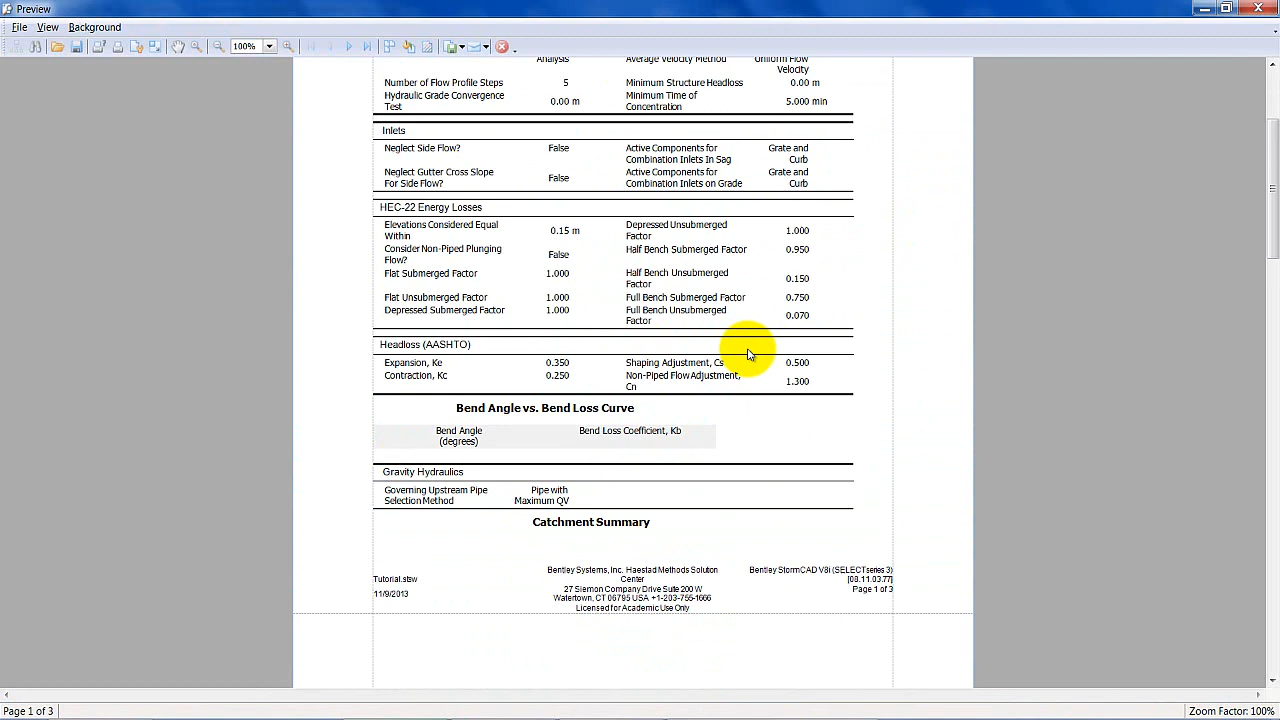 Preview
File View Background
100%
Analysis Average Velocity Method Uniform Flow
Velocity
Number of Flow Profile Steps 5 Minimum Structure Headloss 0.00 m
Hydraulic Grade Convergence
Test 0.00 m Minimum Time of
Concentration 5.000 min
Inlets
Neglect Side Flow? False Active Components for
Combination Inlets In Sag Grate and
Curb
Neglect Gutter Cross Slope
For Side Flow? False Active Components for
Combination Inlets on Grade Grate and
Curb
HEC-22 Energy Losses
Elevations Considered Equal
Within 0.15 m Depressed Unsubmerged
Factor 1.000
Consider Non-Piped Plunging
Flow? False Half Bench Submerged Factor 0.950
Flat Submerged Factor 1.000 Half Bench Unsubmerged
Factor 0.150
Flat Unsubmerged Factor 1.000 Full Bench Submerged Factor 0.750
Depressed Submerged Factor 1.000 Full Bench Unsubmerged
Factor 0.070
Headloss (AASHTO)
Expansion, Ke 0.350 Shaping Adjustment, Cs 0.500
Contraction, Kc 0.250 Non-Piped Flow Adjustment,
Cn 1.300
Bend Angle vs. Bend Loss Curve
Bend Angle
(degrees) Bend Loss Coefficient, Kb
Gravity Hydraulics
Governing Upstream Pipe
Selection Method Pipe with
Maximum QV
Catchment Summary
Tutorial.stsw
11/9/2013
Bentley Systems, Inc. Haestad Methods Solution
Center
27 Siemon Company Drive Suite 200 W
Watertown, CT 06795 USA +1-203-755-1666
Licensed for Academic Use Only
Bentley StormCAD V8i (SELECTseries 3)
[08.11.03.77]
Page 1 of 3
Page 1 of 3 Zoom Factor: 100%